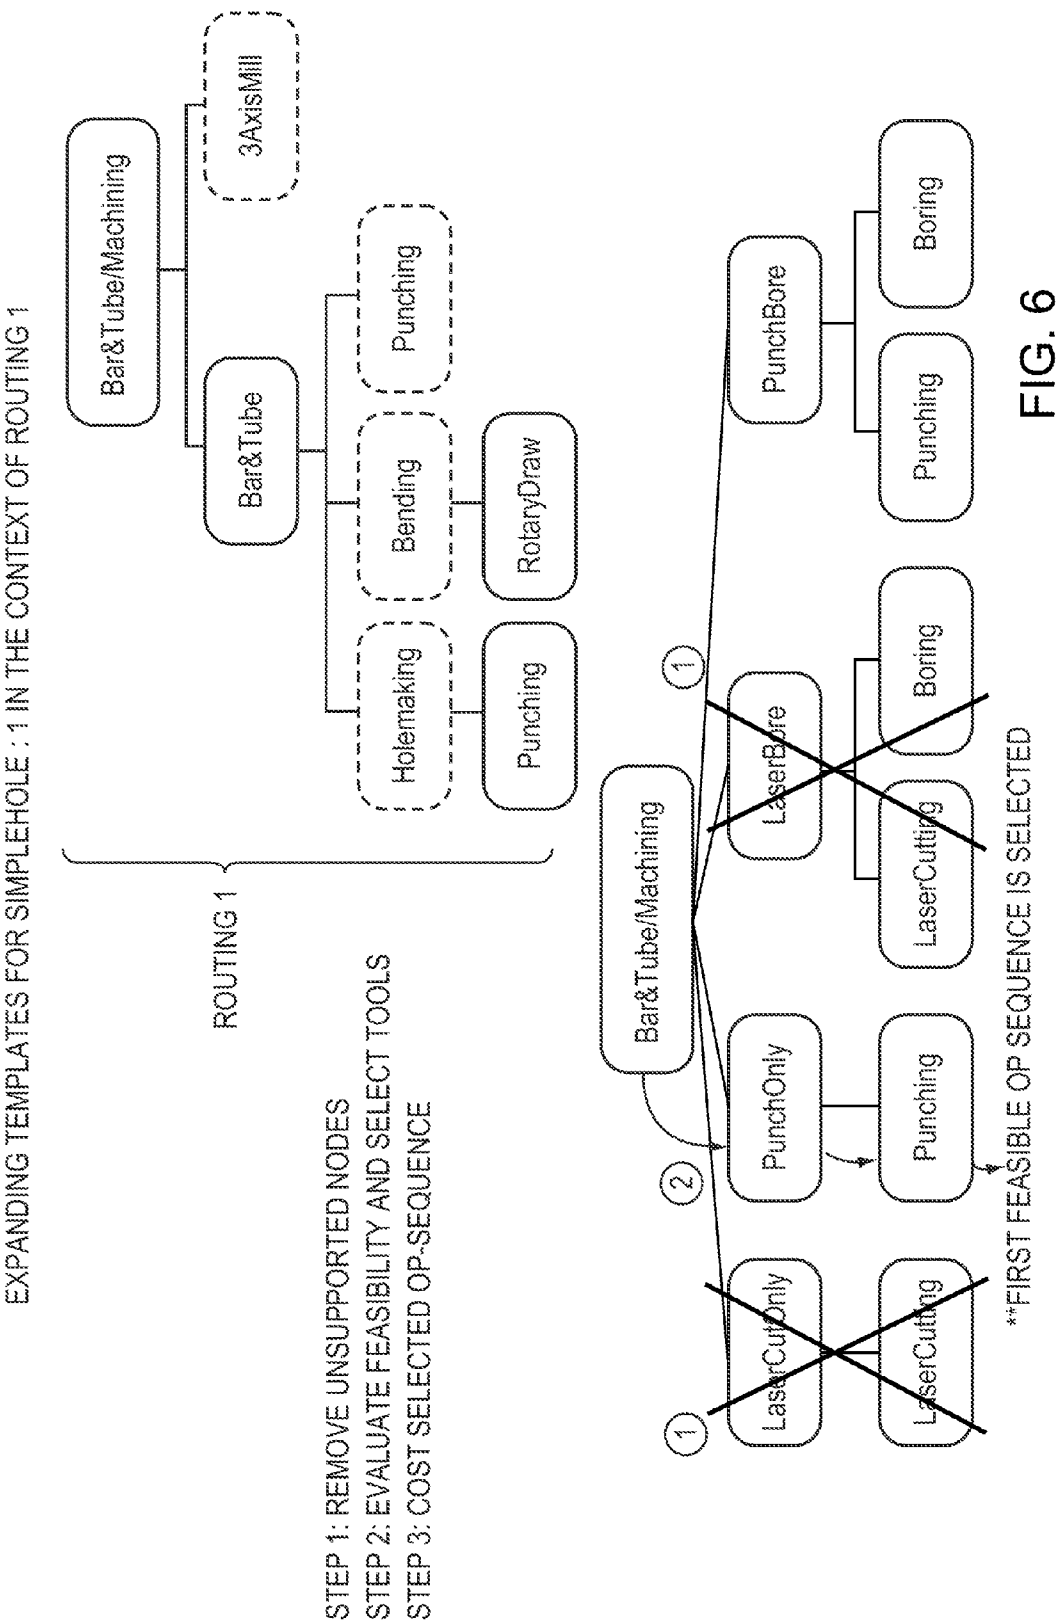 EXPANDING TEMPLATES FOR SIMPLEHOLE : 1 IN THE CONTEXT OF ROUTING 1
ROUTING 1
Bar&Tube/Machining
Bar&Tube
3AxisMill
Holemaking
Bending
Punching
Punching
RotaryDraw
STEP 1: REMOVE UNSUPPORTED NODES
STEP 2: EVALUATE FEASIBILITY AND SELECT TOOLS
STEP 3: COST SELECTED OP-SEQUENCE
Bar&Tube/Machining
1
2
1
LaserCutOnly
PunchOnly
LaserBore
PunchBore
LaserCutting
Punching
LaserCutting
Boring
Punching
Boring
**FIRST FEASIBLE OP SEQUENCE IS SELECTED
FIG. 6